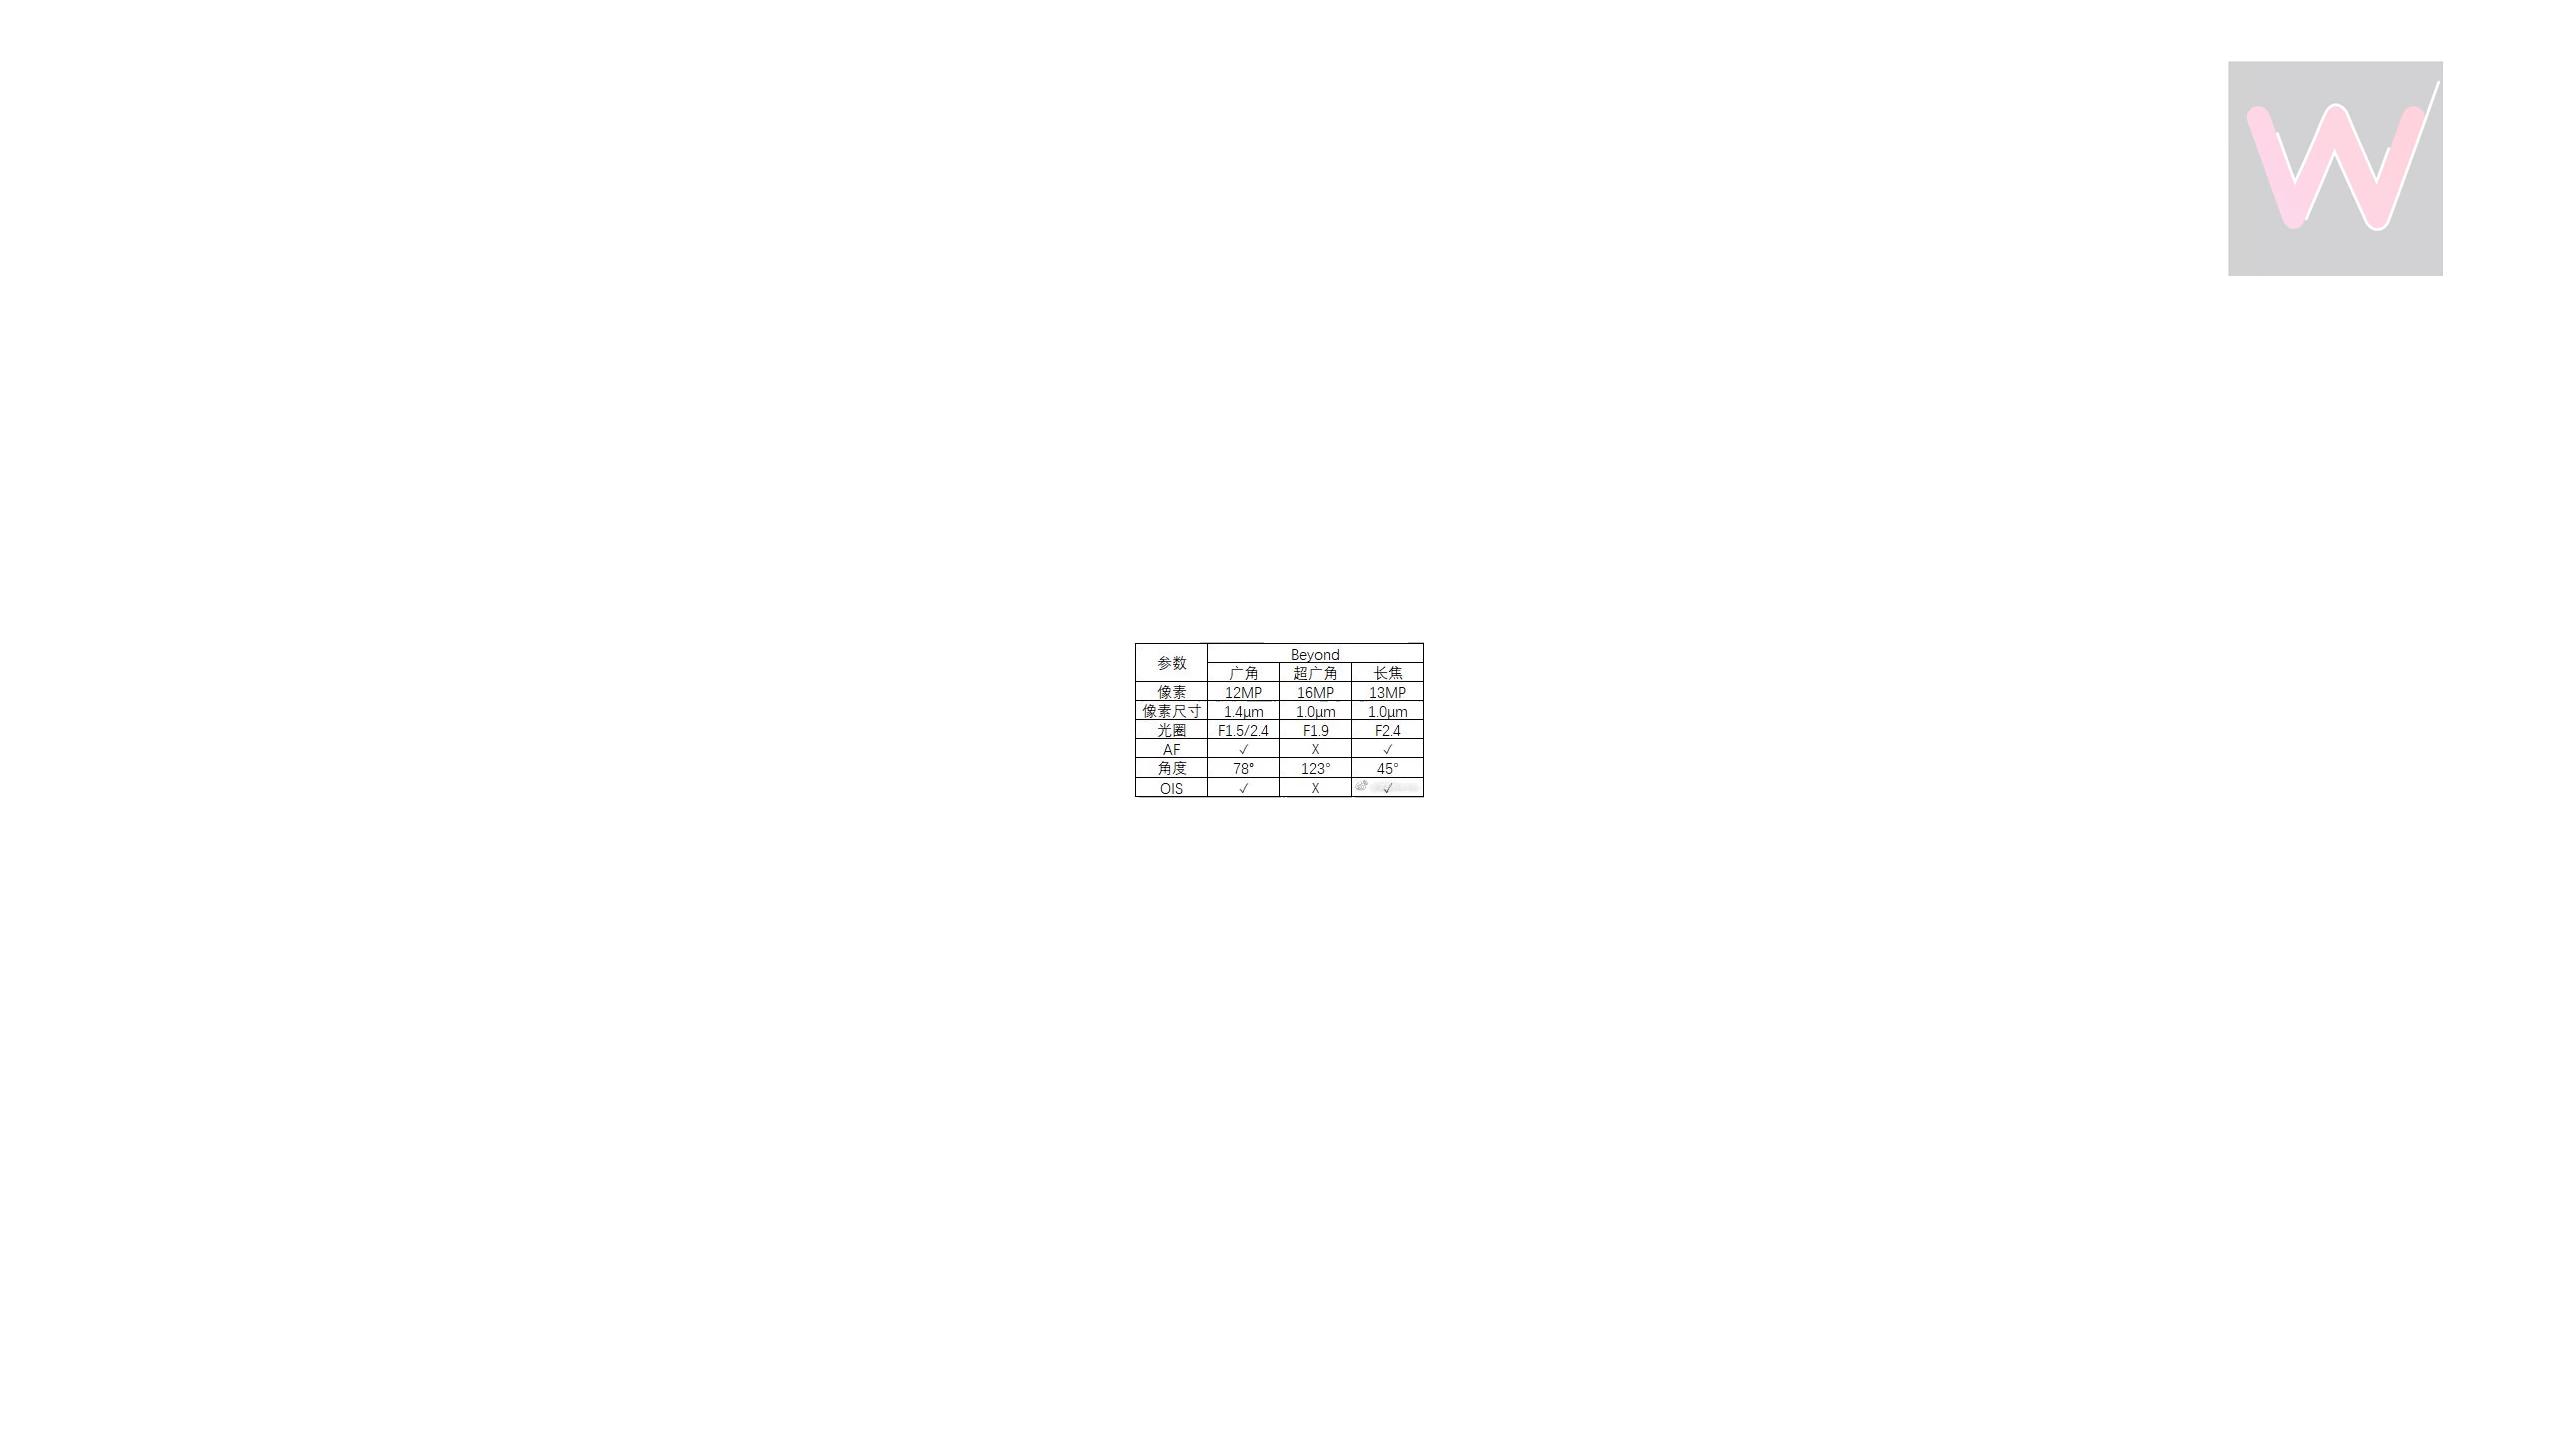 W
参数 Beyond
广角 超广角 长焦
像素 12MP 16MP 13MP
像素尺寸 1.4μm 1.0μm 1.0μm
光圈 F1.5/2.4 F1.9 F2.4
AF ✓ X ✓
角度 78° 123° 45°
OIS ✓ X ✓